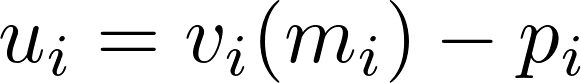 u_i = v_i(m_i) − p_i